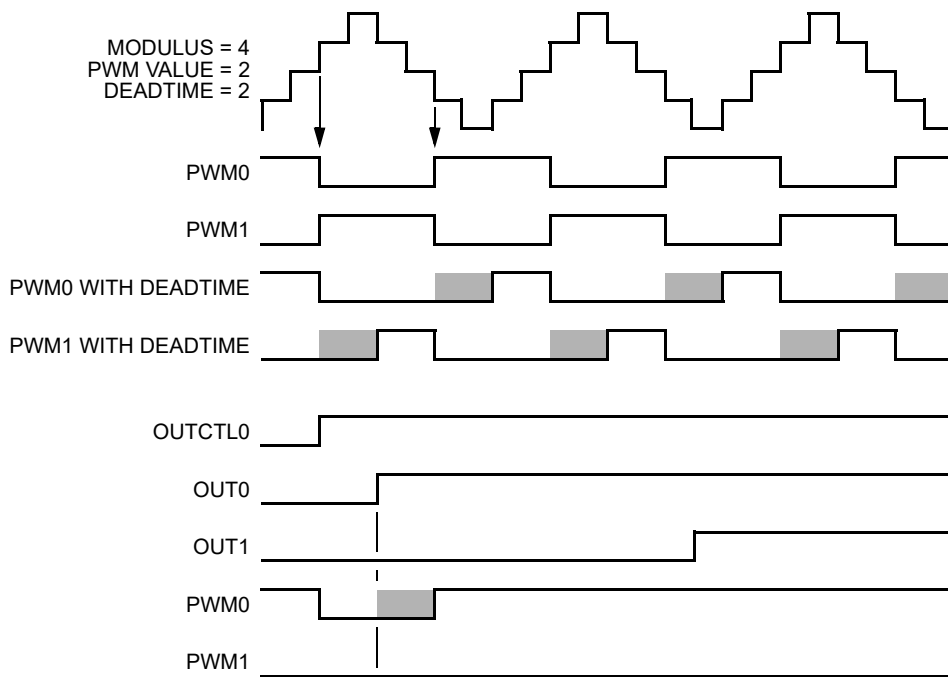 MODULUS = 4
PWM VALUE = 2
DEADTIME = 2
PWM0
PWM1
PWM0 WITH DEADTIME
PWM1 WITH DEADTIME
OUTCTL0
OUT0
OUT1
PWM0
PWM1